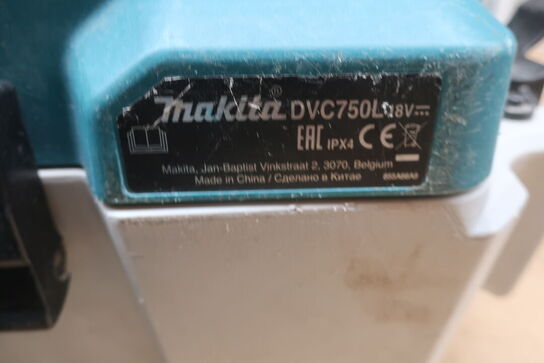 makita DVC750L 18V
EAC IPX4 CE
Makita, Jan-Baptist Vinkstraat 2, 3070, Belgium
Made in China / Сделано в Китае